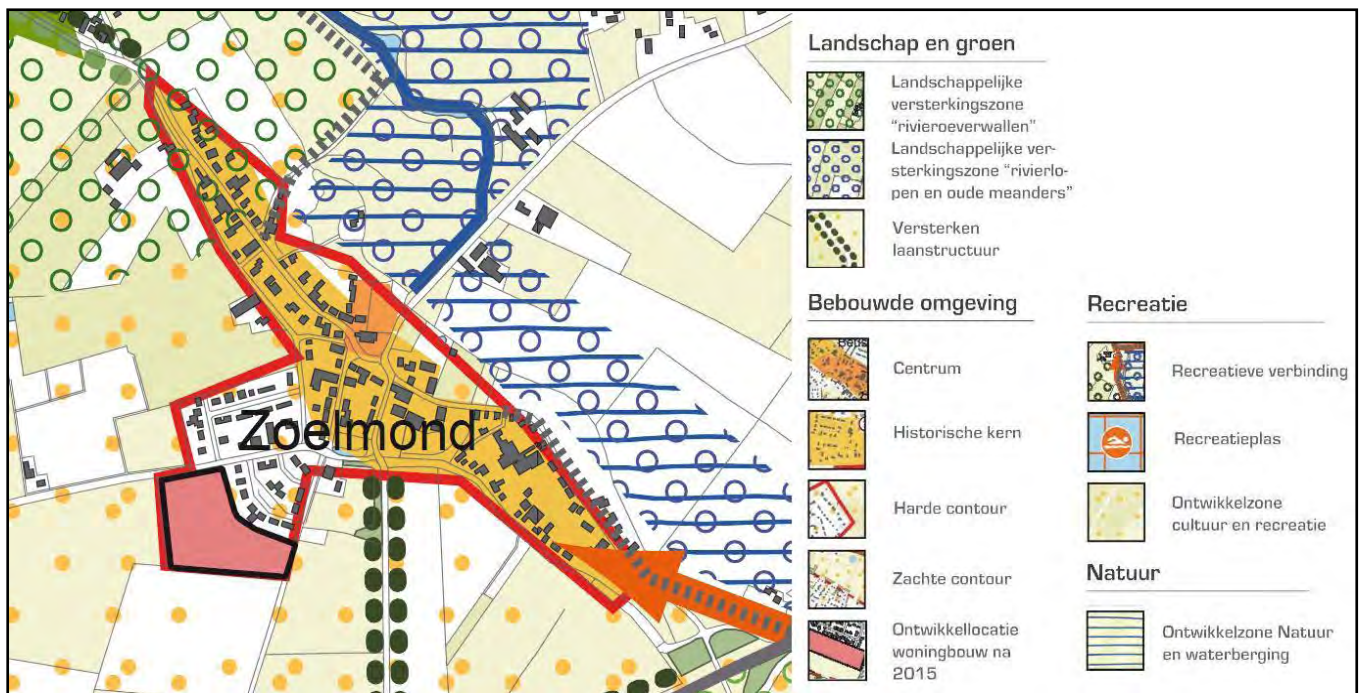 Zoelmond
Landschap en groen
Landschappelijke
versterkingszone
"rivieroeverwallen"
Landschappelijke ver-
sterkingszone "rivierlo-
pen en oude meanders"
Versterken
laanstructuur
Bebouwde omgeving
Centrum
Historische kern
Harde contour
Zachte contour
Ontwikkellocatie
woningbouw na
2015
Recreatie
Recreatieve verbinding
Recreatieplas
Ontwikkelzone
cultuur en recreatie
Natuur
Ontwikkelzone Natuur
en waterberging